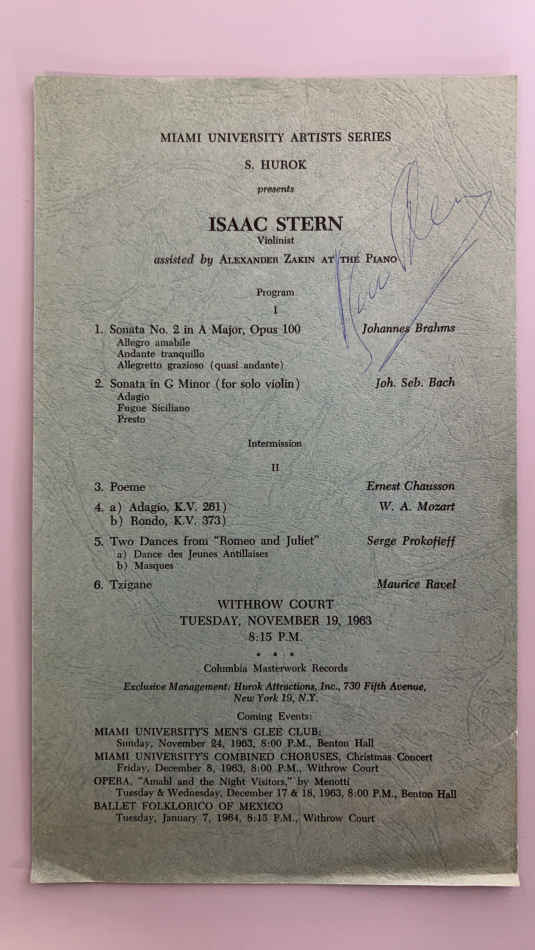 MIAMI UNIVERSITY ARTISTS SERIES
S. HUROK
presents
ISAAC STERN
Violinist
assisted by ALEXANDER ZAKIN AT THE PIANO
Isaac Stern
Program
I
1. Sonata No. 2 in A Major, Opus 100 Johannes Brahms
Allegro amabile
Andante tranquillo
Allegretto grazioso (quasi andante)
2. Sonata in G Minor (for solo violin) Joh. Seb. Bach
Adagio
Fugue Siciliano
Presto
Intermission
II
3. Poeme Ernest Chausson
4. a) Adagio, K.V. 261) W. A. Mozart
b) Rondo, K.V. 373)
5. Two Dances from "Romeo and Juliet" Serge Prokofieff
a) Dance des Jeunes Antillaises
b) Masques
6. Tzigane Maurice Ravel
WITHROW COURT
TUESDAY, NOVEMBER 19, 1963
8:15 P.M.
* * *
Columbia Masterwork Records
Exclusive Management: Hurok Attractions, Inc., 730 Fifth Avenue,
New York 19, N.Y.
Coming Events:
MIAMI UNIVERSITY'S MEN'S GLEE CLUB:
Sunday, November 24, 1963, 8:00 P.M., Benton Hall
MIAMI UNIVERSITY'S COMBINED CHORUSES, Christmas Concert
Friday, December 8, 1963, 8:00 P.M., Withrow Court
OPERA, "Amahl and the Night Visitors," by Menotti
Tuesday & Wednesday, December 17 & 18, 1963, 8:00 P.M., Benton Hall
BALLET FOLKLORICO OF MEXICO
Tuesday, January 7, 1964, 8:15 P.M., Withrow Court